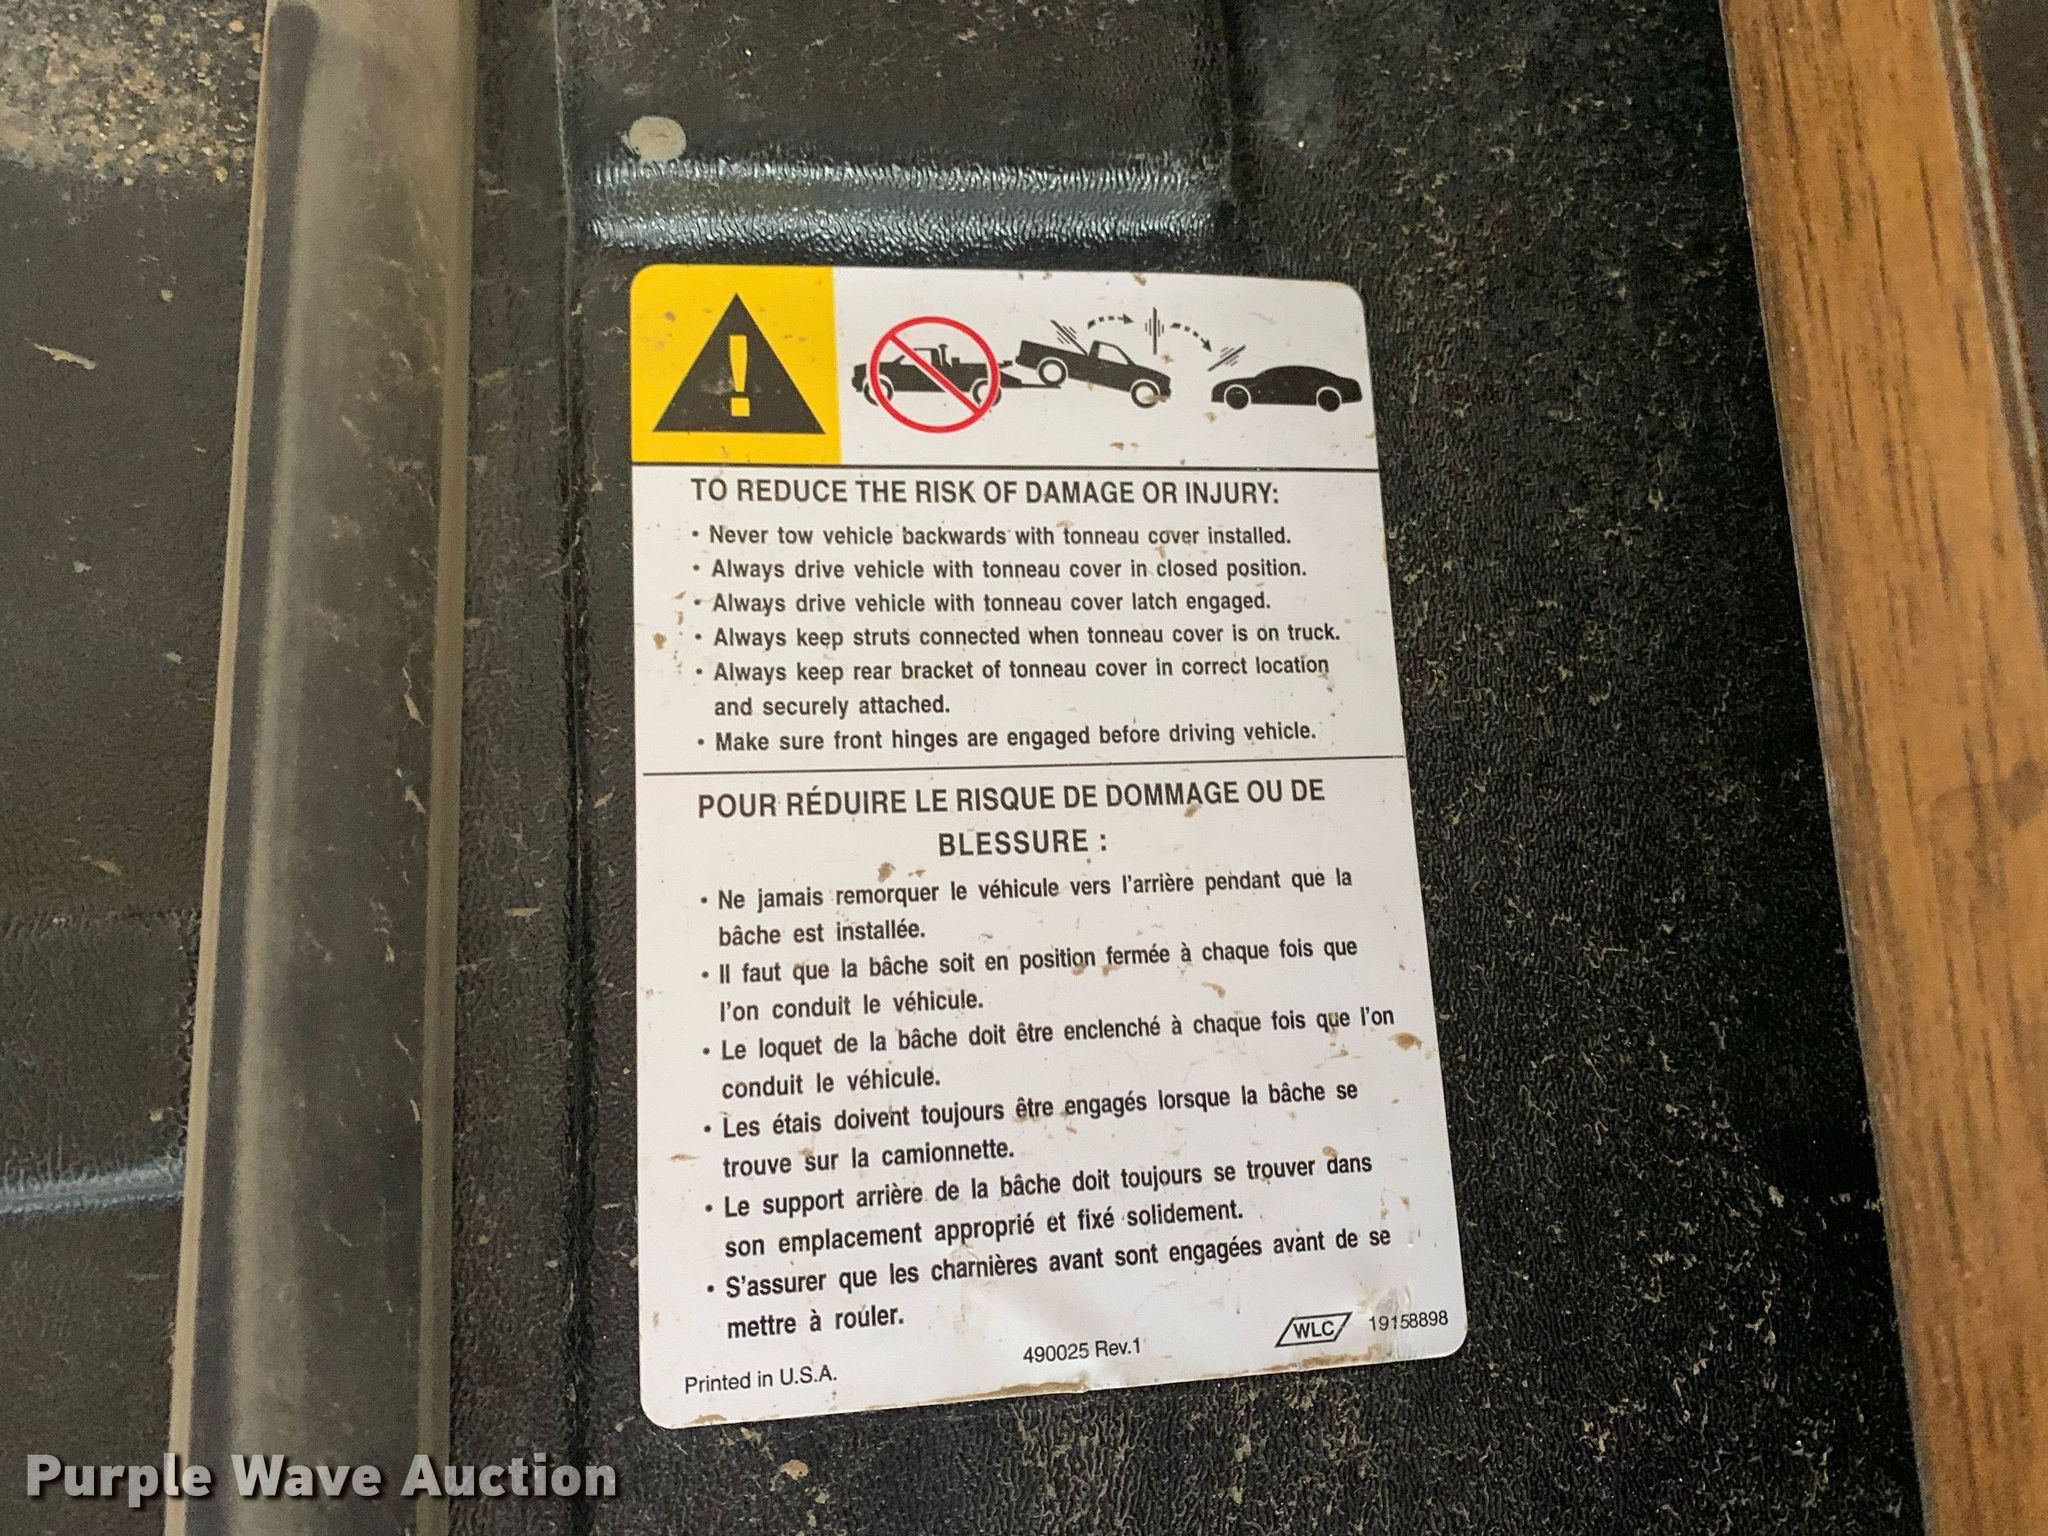 !
TO REDUCE THE RISK OF DAMAGE OR INJURY:
• Never tow vehicle backwards with tonneau cover installed.
• Always drive vehicle with tonneau cover in closed position.
• Always drive vehicle with tonneau cover latch engaged.
• Always keep struts connected when tonneau cover is on truck.
• Always keep rear bracket of tonneau cover in correct location
and securely attached.
• Make sure front hinges are engaged before driving vehicle.
POUR RÉDUIRE LE RISQUE DE DOMMAGE OU DE
BLESSURE :
• Ne jamais remorquer le véhicule vers l'arrière pendant que la
bâche est installée.
• Il faut que la bâche soit en position fermée à chaque fois que
l'on conduit le véhicule.
• Le loquet de la bâche doit être enclenché à chaque fois que l'on
conduit le véhicule.
• Les étais doivent toujours être engagés lorsque la bâche se
trouve sur la camionnette.
• Le support arrière de la bâche doit toujours se trouver dans
son emplacement approprié et fixé solidement.
• S'assurer que les charnières avant sont engagées avant de se
mettre à rouler.
Printed in U.S.A. 490025 Rev.1 WLC 19158898
Purple Wave Auction